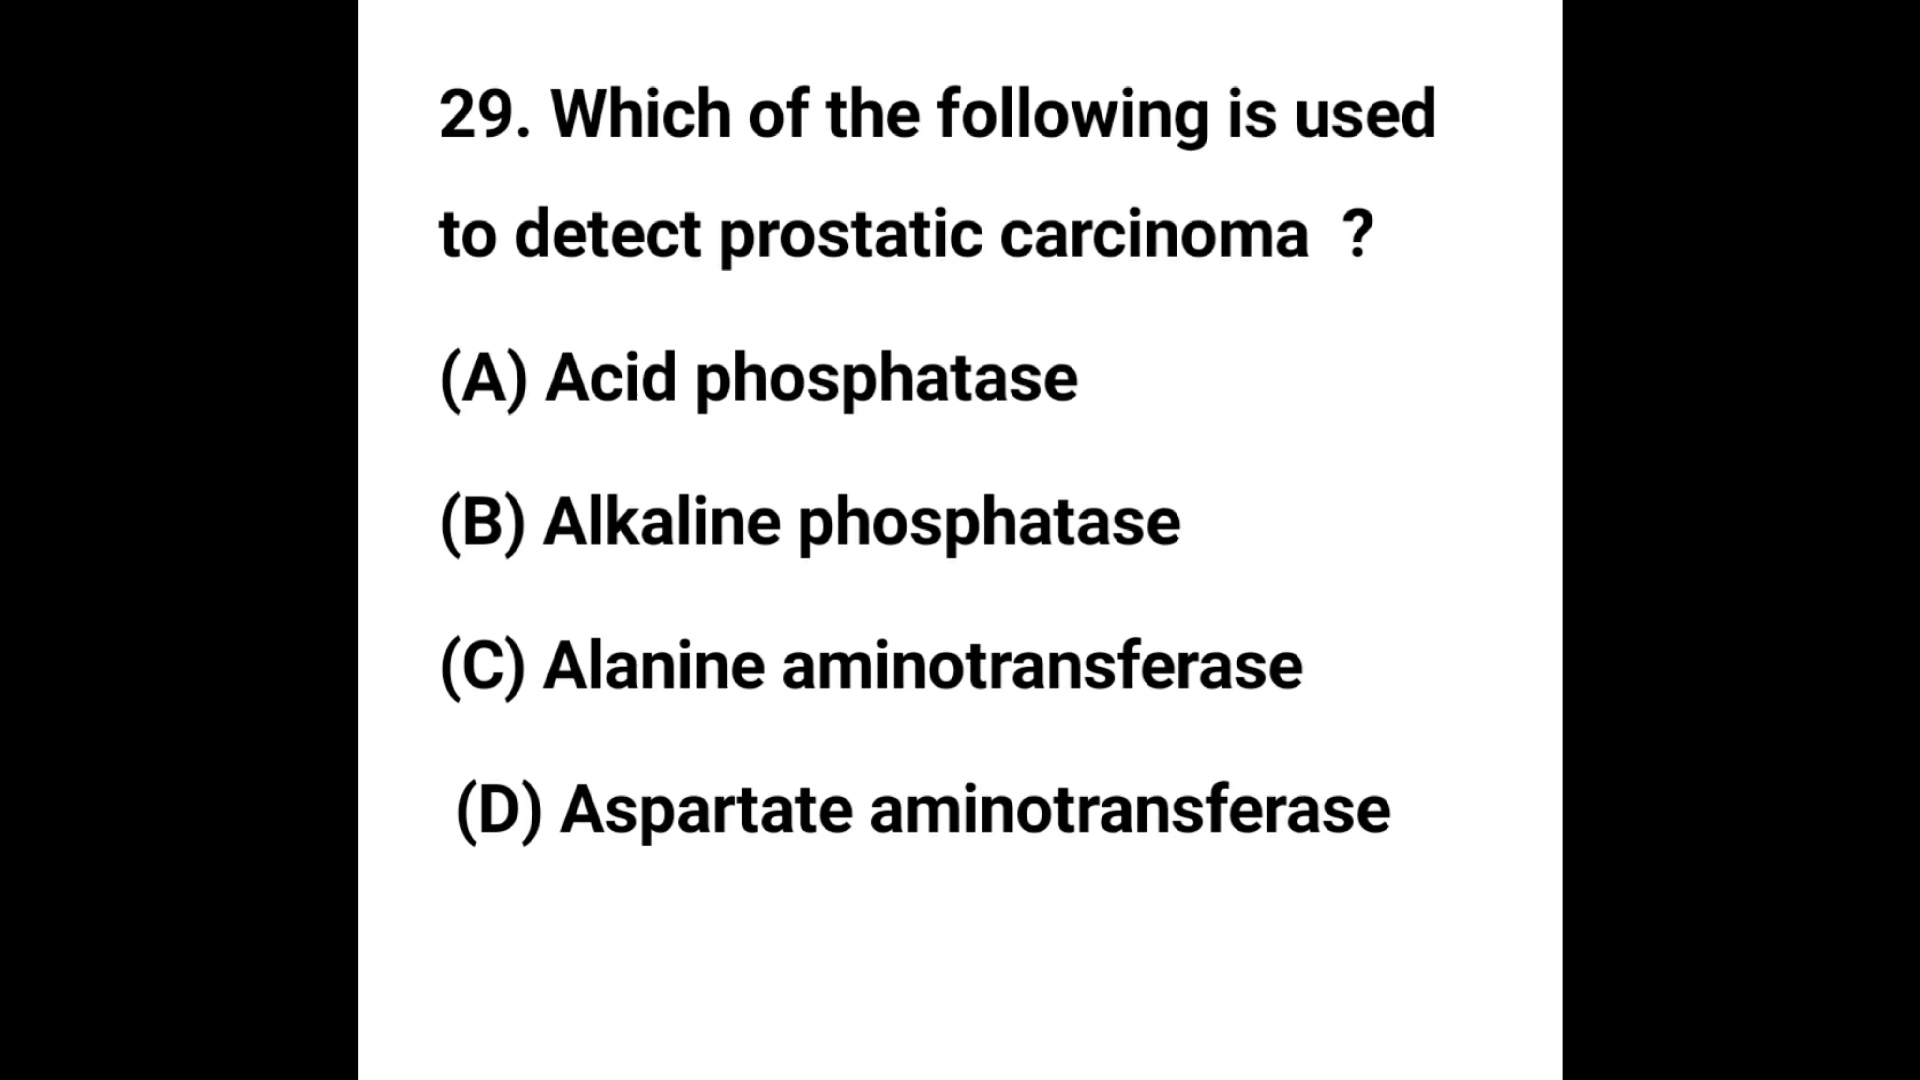 29. Which of the following is used
to detect prostatic carcinoma ?
(A) Acid phosphatase
(B) Alkaline phosphatase
(C) Alanine aminotransferase
(D) Aspartate aminotransferase